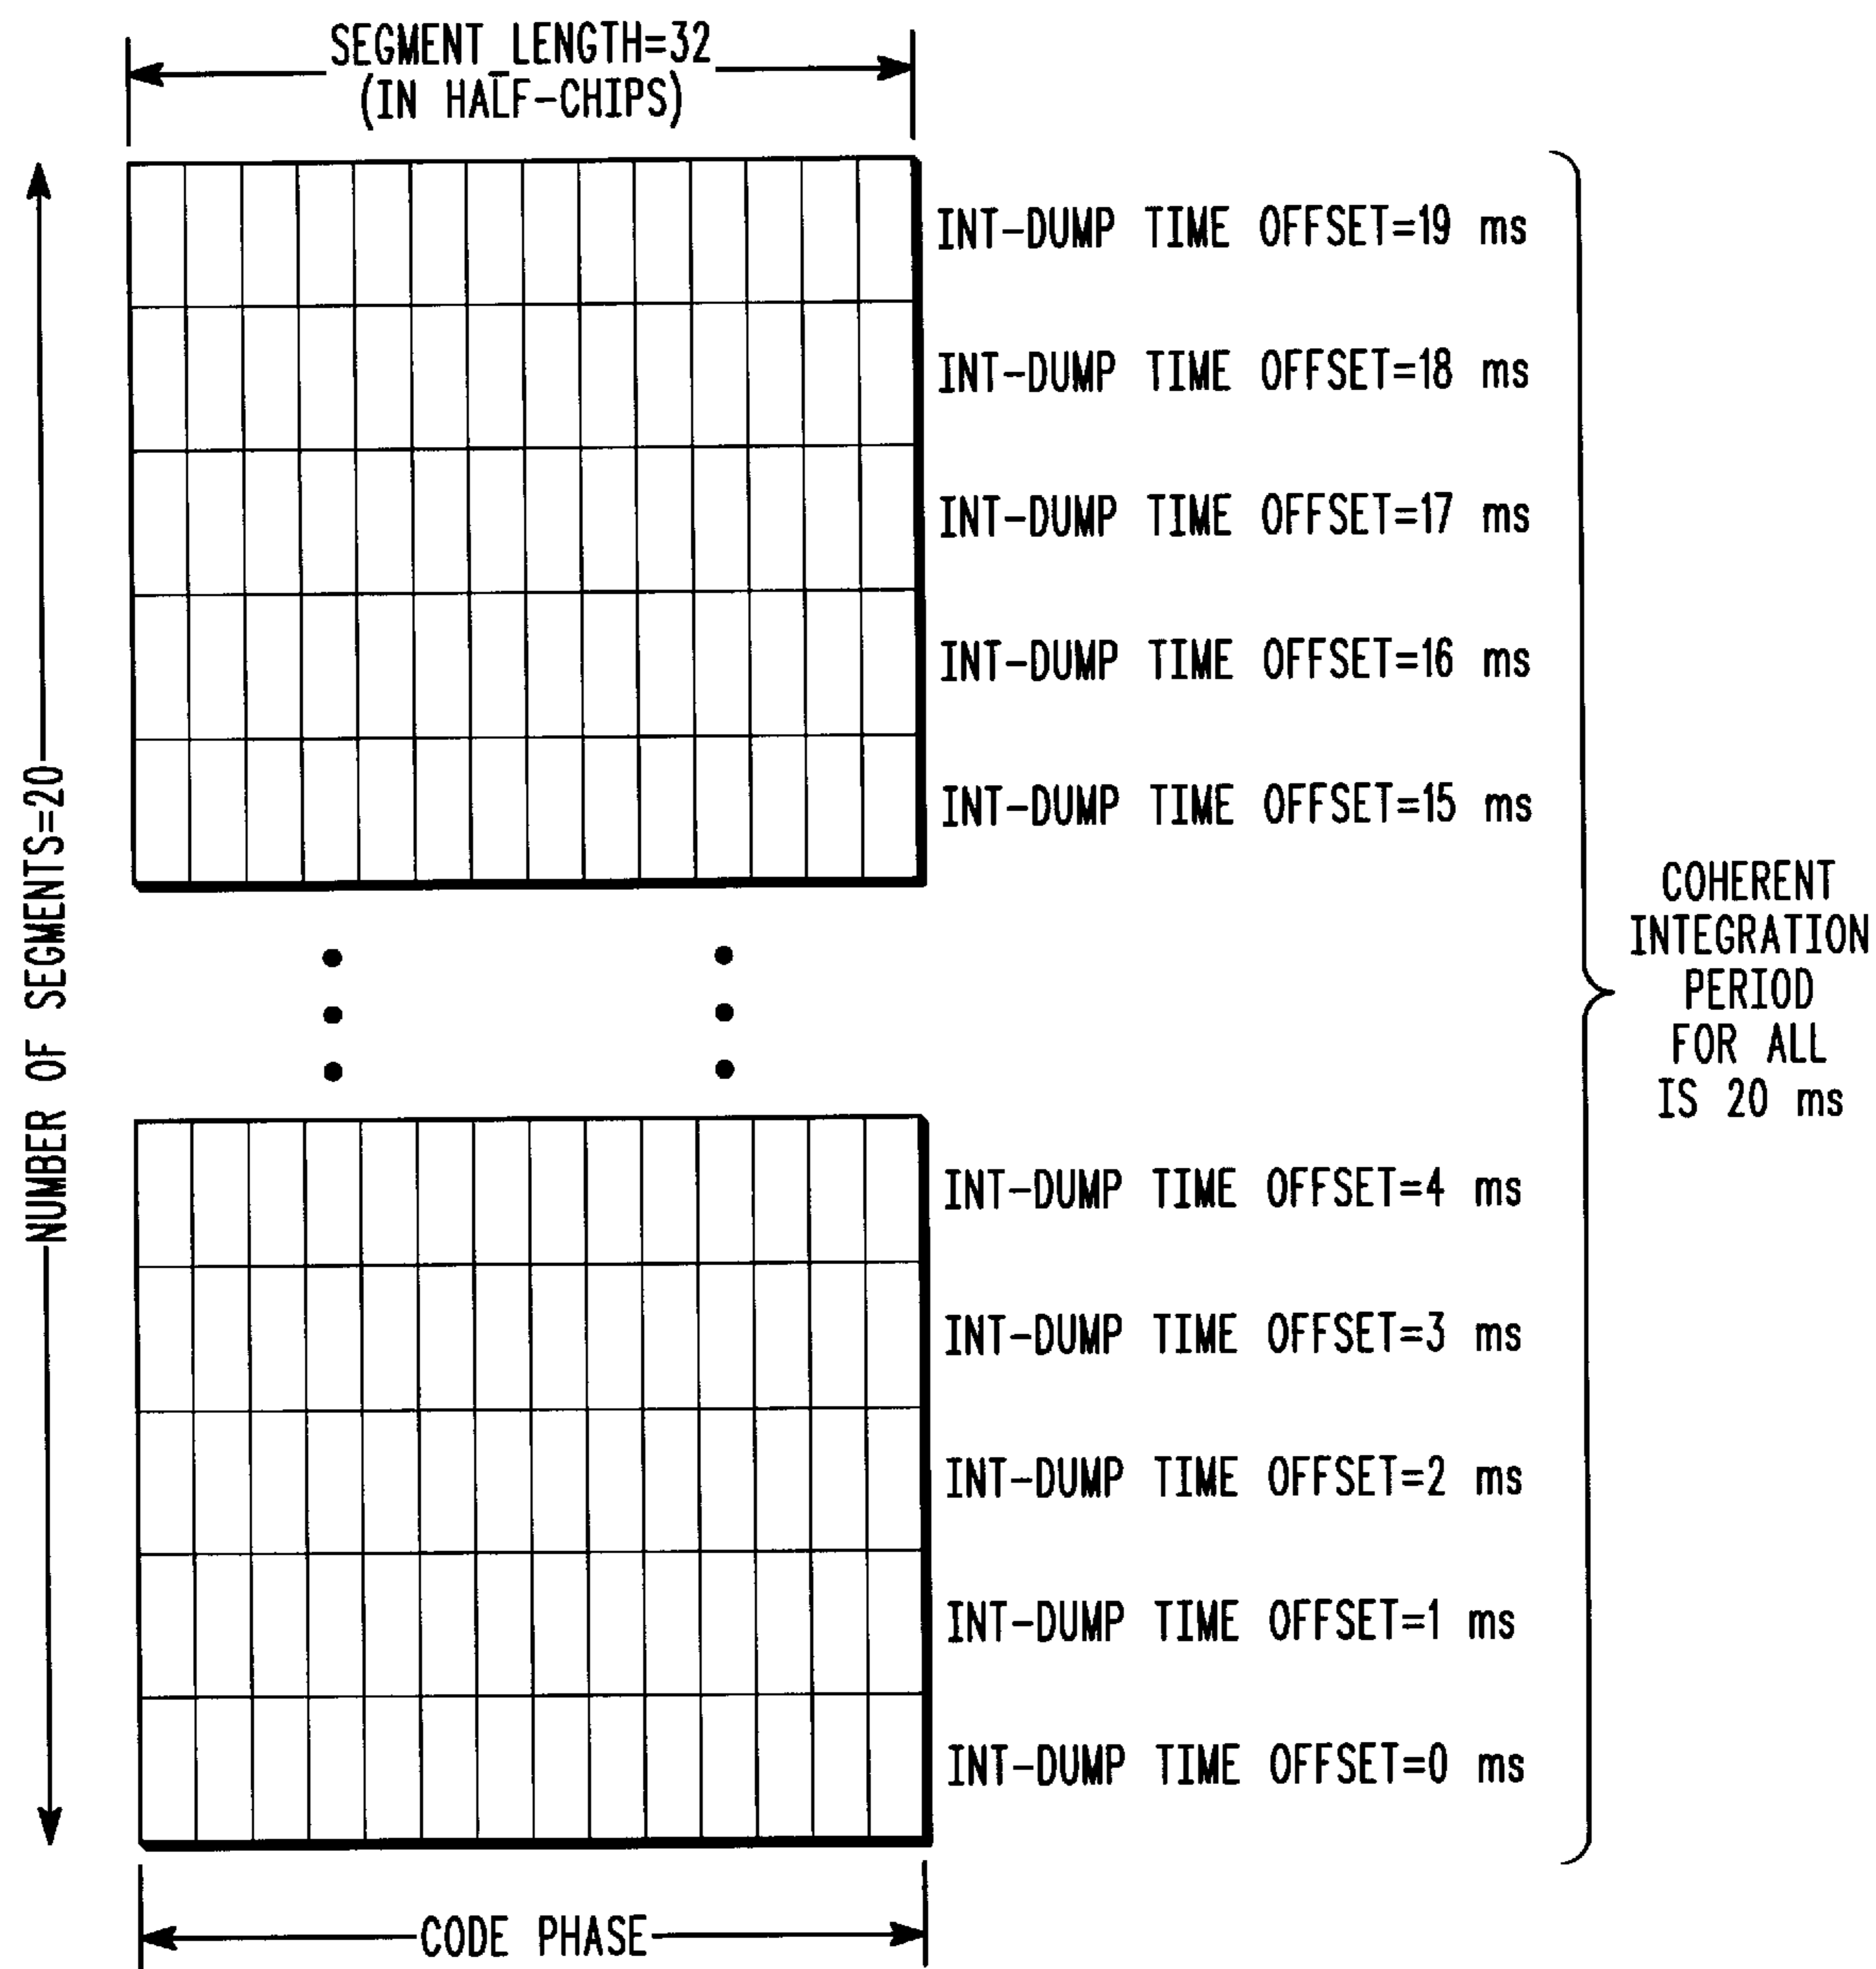 SEGMENT_LENGTH=32
(IN HALF-CHIPS)
INT-DUMP TIME OFFSET=19 ms
INT-DUMP TIME OFFSET=18 ms
INT-DUMP TIME OFFSET=17 ms
INT-DUMP TIME OFFSET=16 ms
INT-DUMP TIME OFFSET=15 ms
NUMBER OF SEGMENTS=20
COHERENT
INTEGRATION
PERIOD
FOR ALL
IS 20 ms
INT-DUMP TIME OFFSET=4 ms
INT-DUMP TIME OFFSET=3 ms
INT-DUMP TIME OFFSET=2 ms
INT-DUMP TIME OFFSET=1 ms
INT-DUMP TIME OFFSET=0 ms
CODE PHASE